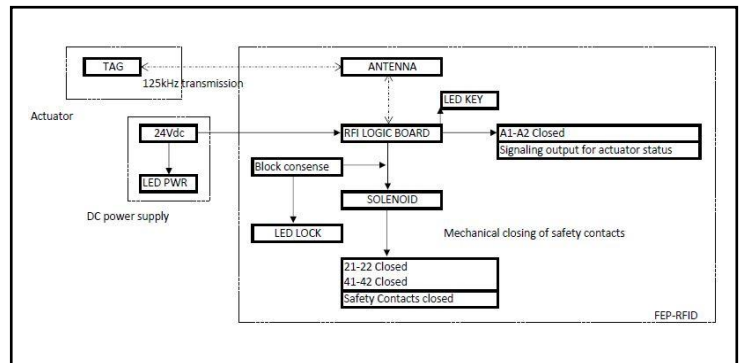 TAG
ANTENNA
125kHz transmission
LED KEY
Actuator
24Vdc
RFI LOGIC BOARD
A1-A2 Closed
Signaling output for actuator status
Block consense
LED PWR
SOLENOID
DC power supply
LED LOCK
Mechanical closing of safety contacts
21-22 Closed
41-42 Closed
Safety Contacts closed
FEP-RFID